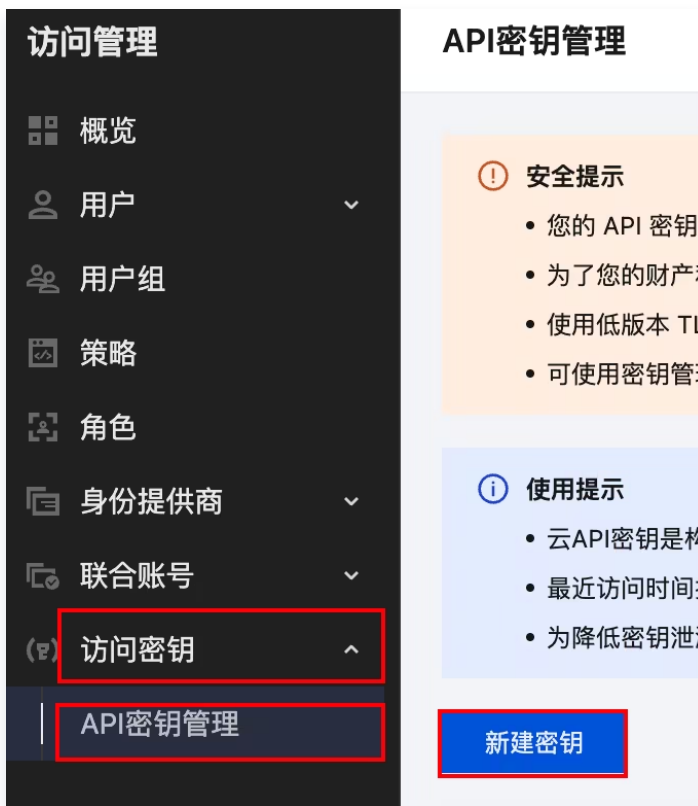 访问管理
概览
用户
用户组
策略
角色
身份提供商
联合账号
访问密钥
API密钥管理
API密钥管理
安全提示
• 您的 API 密钥
• 为了您的财产
• 使用低版本 TL
• 可使用密钥管
使用提示
• 云API密钥是
• 最近访问时间
• 为降低密钥泄
新建密钥